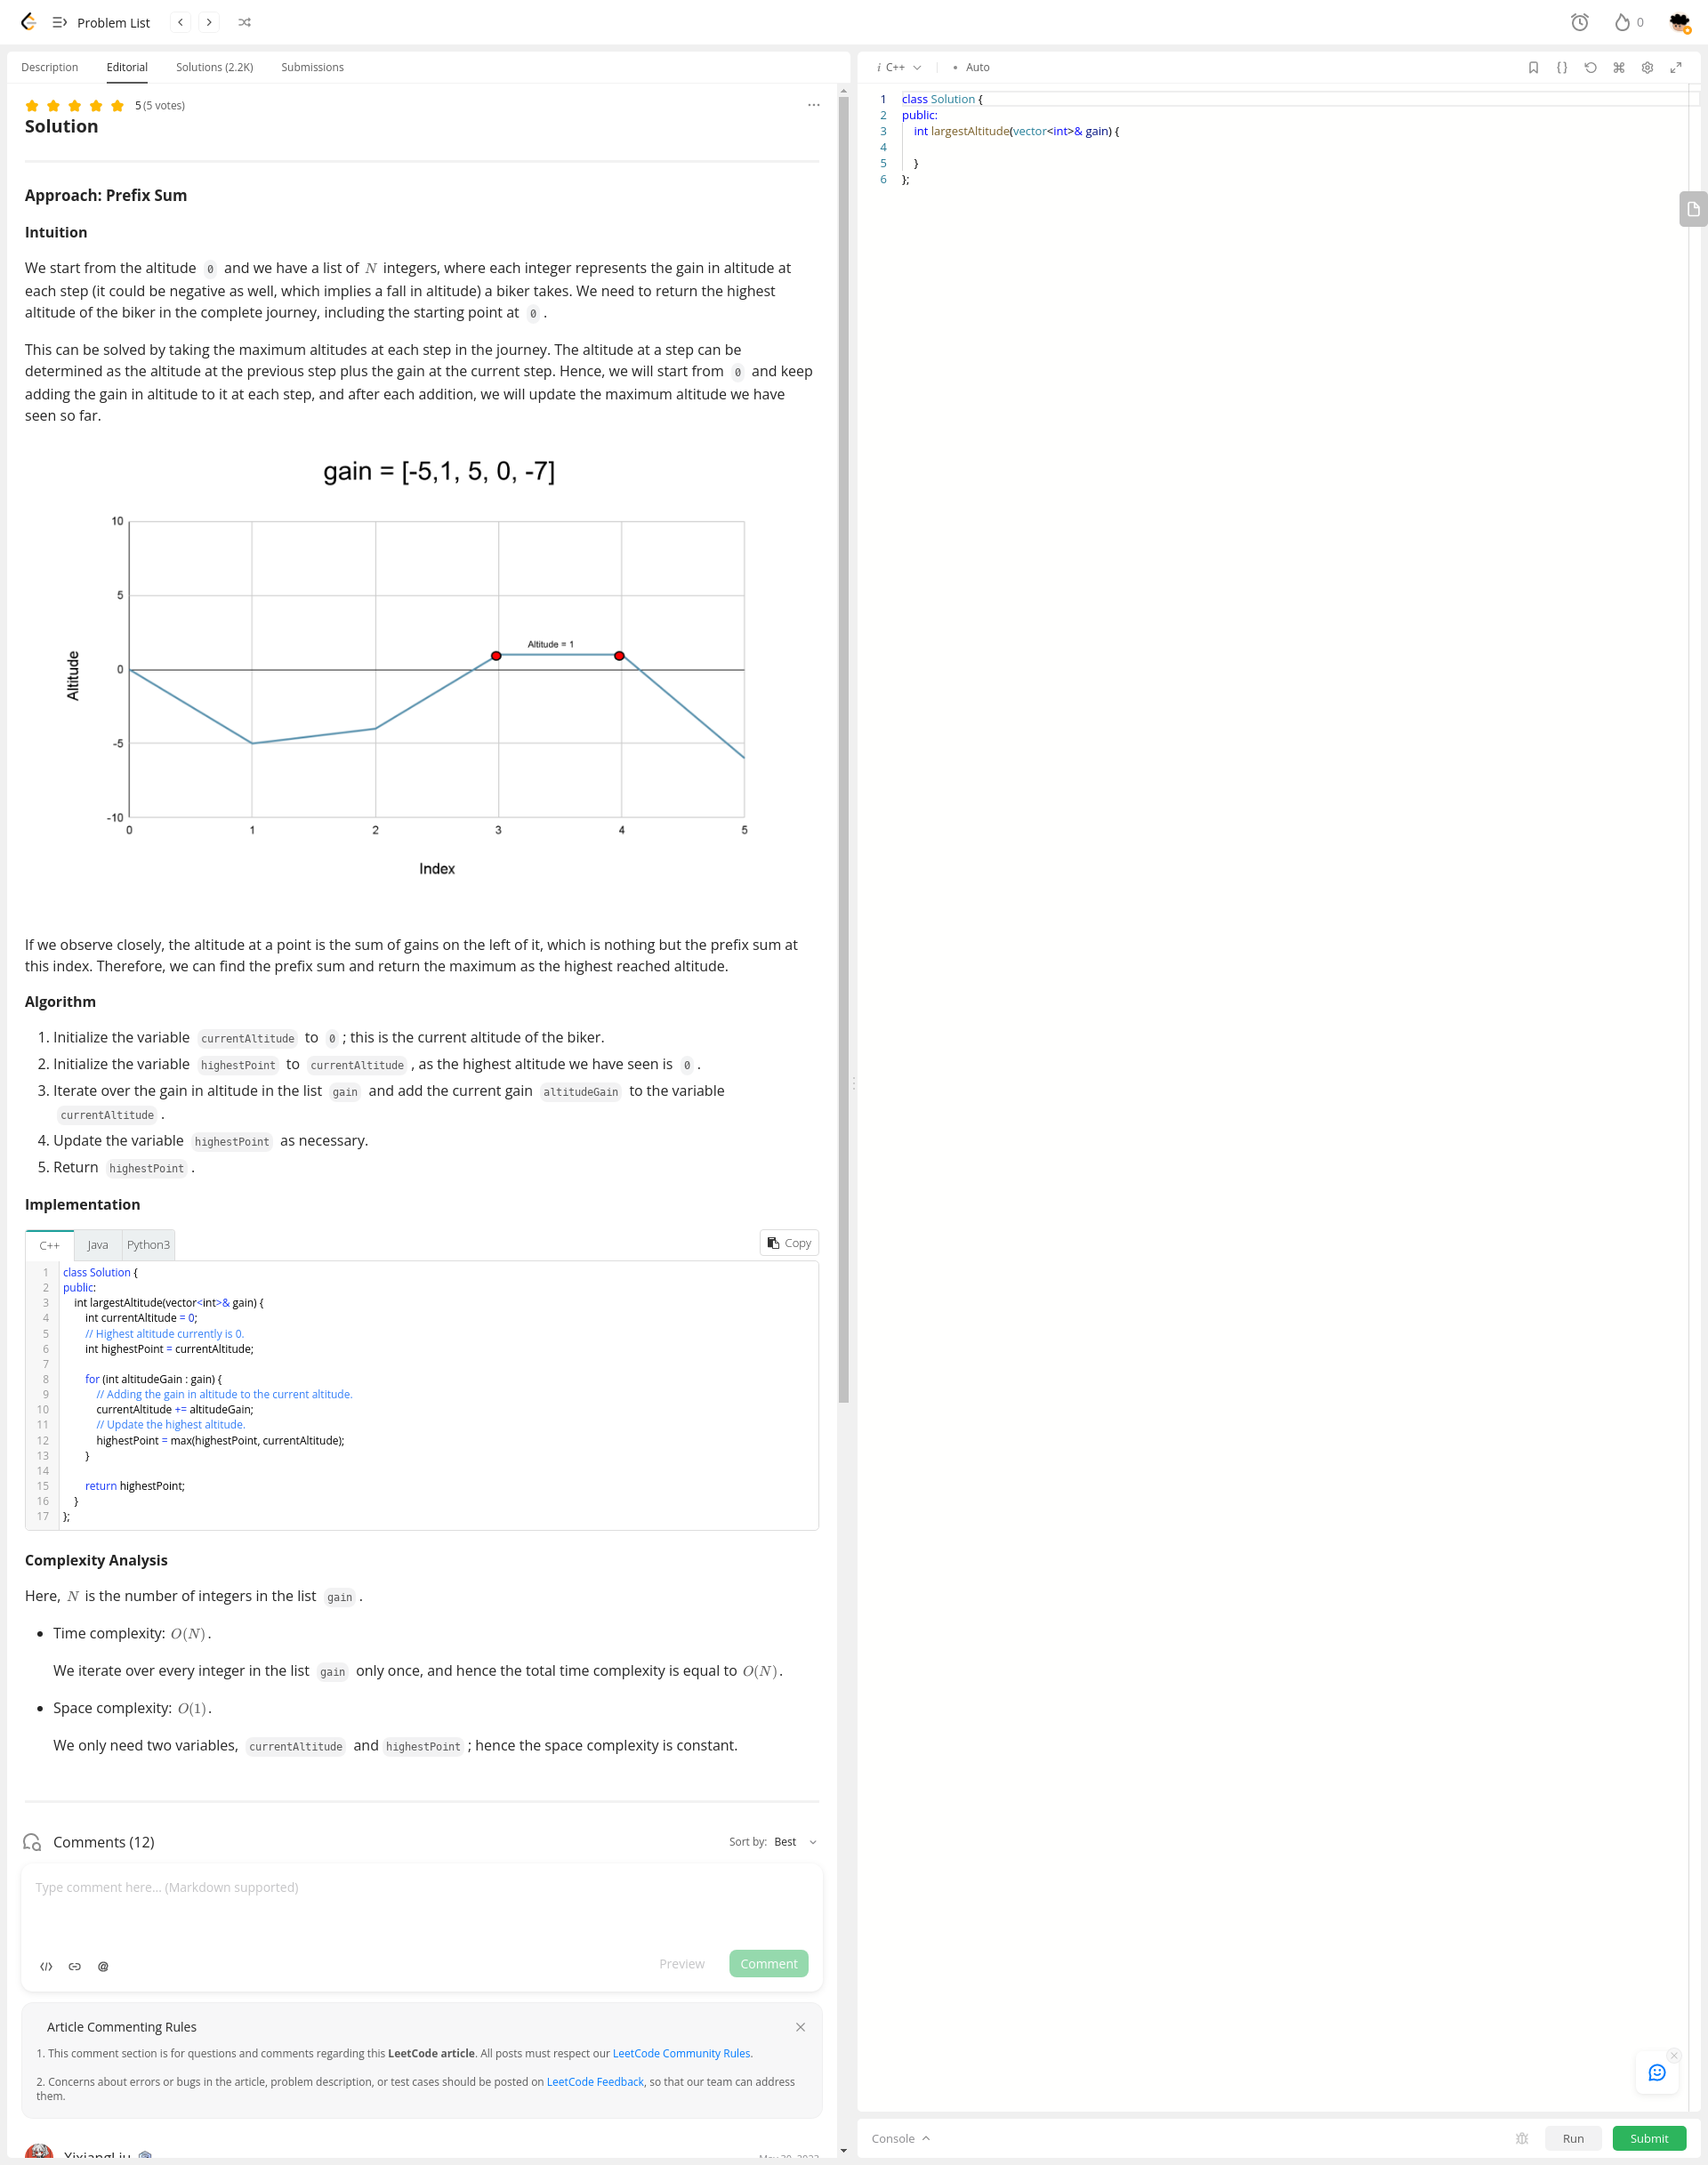 Problem List
0
Description Editorial Solutions (2.2K) Submissions
5 (5 votes)
Solution
Approach: Prefix Sum
Intuition
We start from the altitude 0 and we have a list of N integers, where each integer represents the gain in altitude at
each step (it could be negative as well, which implies a fall in altitude) a biker takes. We need to return the highest
altitude of the biker in the complete journey, including the starting point at 0 .
This can be solved by taking the maximum altitudes at each step in the journey. The altitude at a step can be
determined as the altitude at the previous step plus the gain at the current step. Hence, we will start from 0 and keep
adding the gain in altitude to it at each step, and after each addition, we will update the maximum altitude we have
seen so far.
gain = [-5,1, 5, 0, -7]
10
5
Altitude = 1
0
Altitude
-5
-10
0 1 2 3 4 5
Index
If we observe closely, the altitude at a point is the sum of gains on the left of it, which is nothing but the prefix sum at
this index. Therefore, we can find the prefix sum and return the maximum as the highest reached altitude.
Algorithm
1. Initialize the variable currentAltitude to 0 ; this is the current altitude of the biker.
2. Initialize the variable highestPoint to currentAltitude , as the highest altitude we have seen is 0 .
3. Iterate over the gain in altitude in the list gain and add the current gain altitudeGain to the variable
currentAltitude .
4. Update the variable highestPoint as necessary.
5. Return highestPoint .
Implementation
C++ Java Python3 Copy
1 class Solution {
2 public:
3 int largestAltitude(vector<int>& gain) {
4 int currentAltitude = 0;
5 // Highest altitude currently is 0.
6 int highestPoint = currentAltitude;
7
8 for (int altitudeGain : gain) {
9 // Adding the gain in altitude to the current altitude.
10 currentAltitude += altitudeGain;
11 // Update the highest altitude.
12 highestPoint = max(highestPoint, currentAltitude);
13 }
14
15 return highestPoint;
16 }
17 };
Complexity Analysis
Here, N is the number of integers in the list gain .
Time complexity: O(N).
We iterate over every integer in the list gain only once, and hence the total time complexity is equal to O(N).
Space complexity: O(1).
We only need two variables, currentAltitude and highestPoint ; hence the space complexity is constant.
Comments (12) Sort by: Best
Type comment here... (Markdown supported)
Preview Comment
Article Commenting Rules
1. This comment section is for questions and comments regarding this LeetCode article. All posts must respect our LeetCode Community Rules.
2. Concerns about errors or bugs in the article, problem description, or test cases should be posted on LeetCode Feedback, so that our team can address
them.
XixiangLiu
i C++ • Auto
1 class Solution {
2 public:
3 int largestAltitude(vector<int>& gain) {
4
5 }
6 };
Console Run Submit